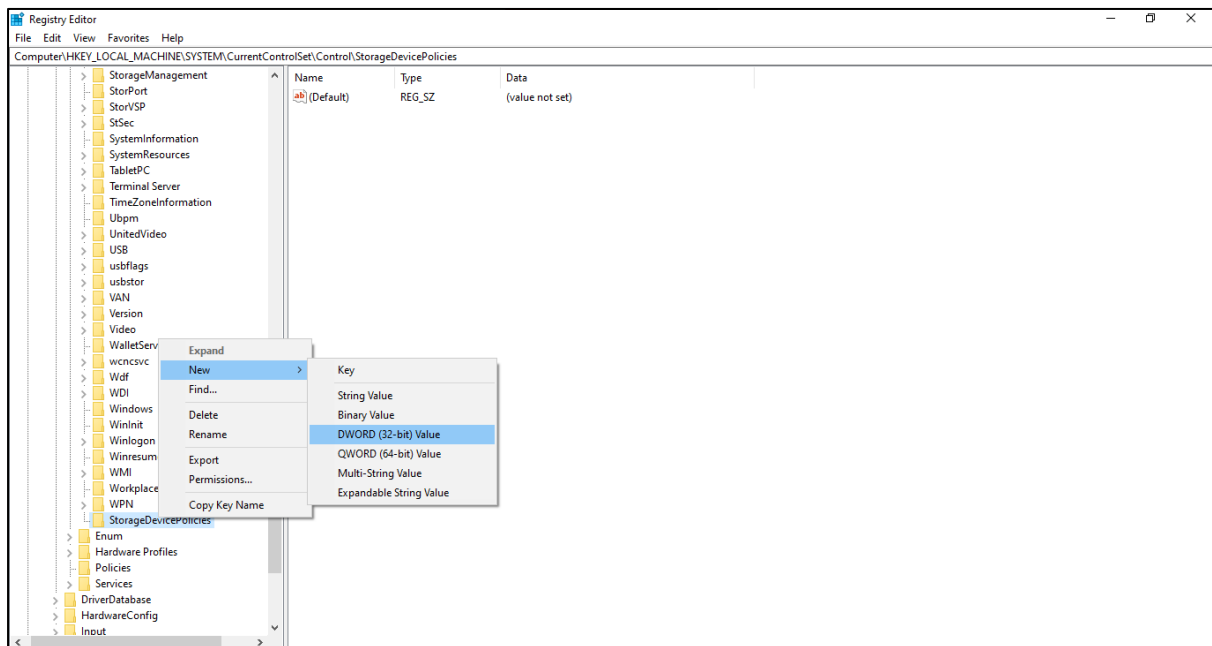 Registry Editor
File Edit View Favorites Help
Computer\HKEY_LOCAL_MACHINE\SYSTEM\CurrentControlSet\Control\StorageDevicePolicies
StorageManagement
StorPort
StorVSP
StSec
SystemInformation
SystemResources
TabletPC
Terminal Server
TimeZoneInformation
Ubpm
UnitedVideo
USB
usbflags
usbstor
VAN
Version
Video
WalletServ
wcncsvc
Wdf
WDI
Windows
WinInit
Winlogon
Winresum
WMI
Workplace
WPN
StorageDevicePolicies
Enum
Hardware Profiles
Policies
Services
DriverDatabase
HardwareConfig
Input
Name Type Data
ab (Default) REG_SZ (value not set)
Expand
New
Find...
Delete
Rename
Export
Permissions...
Copy Key Name
Key
String Value
Binary Value
DWORD (32-bit) Value
QWORD (64-bit) Value
Multi-String Value
Expandable String Value